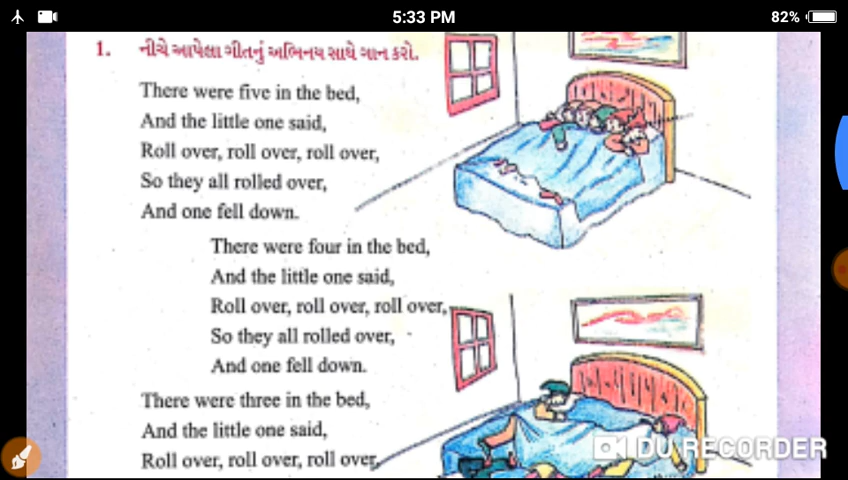 5:33 PM
82%
1. નીચે આપેલા ગીતનું અભિનય સાથે ગાન કરો.
There were five in the bed,
And the little one said,
Roll over, roll over, roll over,
So they all rolled over,
And one fell down.
There were four in the bed,
And the little one said,
Roll over, roll over, roll over,
So they all rolled over,
And one fell down.
There were three in the bed,
And the little one said,
Roll over, roll over, roll over,
DU RECORDER